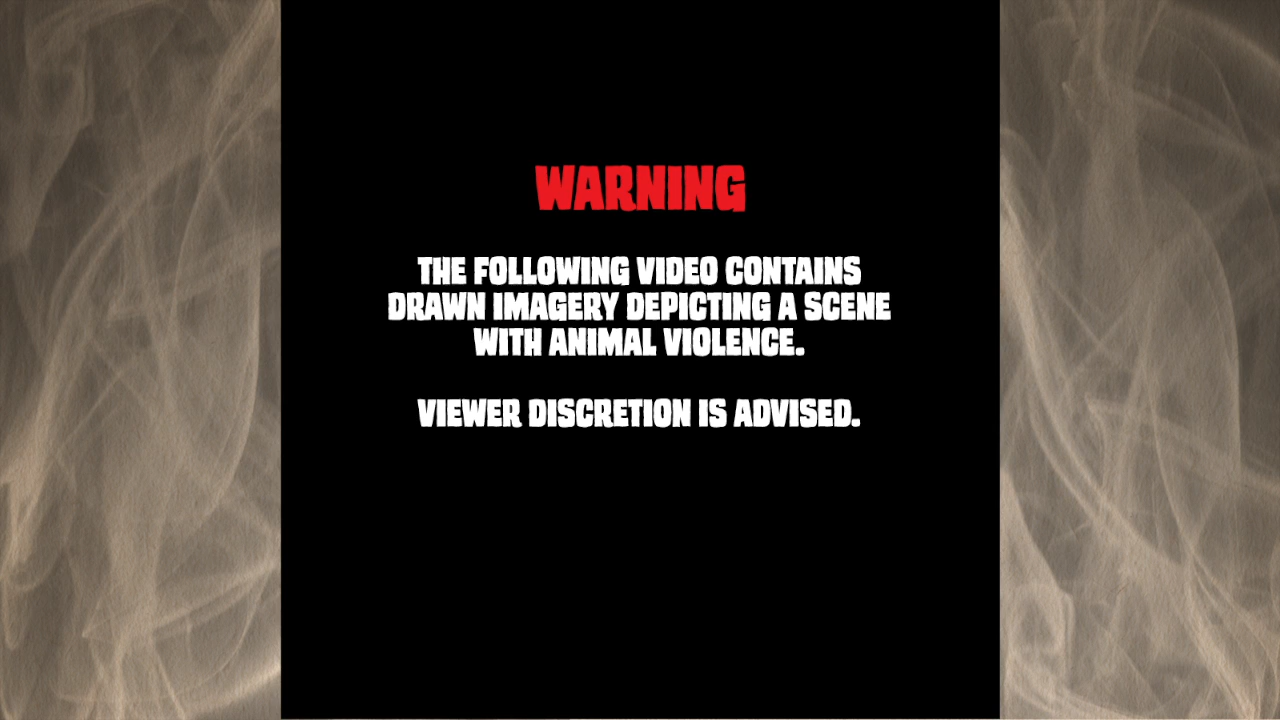 WARNING
THE FOLLOWING VIDEO CONTAINS
DRAWN IMAGERY DEPICTING A SCENE
WITH ANIMAL VIOLENCE.
VIEWER DISCRETION IS ADVISED.